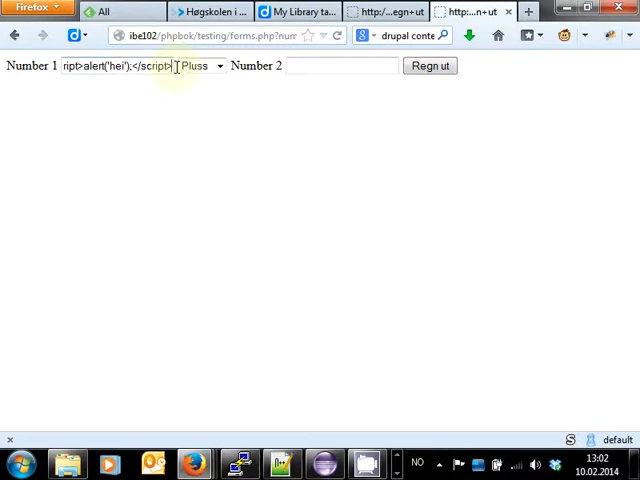 Firefox
All
Høgskolen i ...
My Library ta...
http:/...egn+ut
http:...n+ut
ibe102/phpbok/testing/forms.php?num
drupal conte
Number 1 ript>alert('hei');</script> Pluss Number 2 Regn ut
default
NO
13:02
10.02.2014